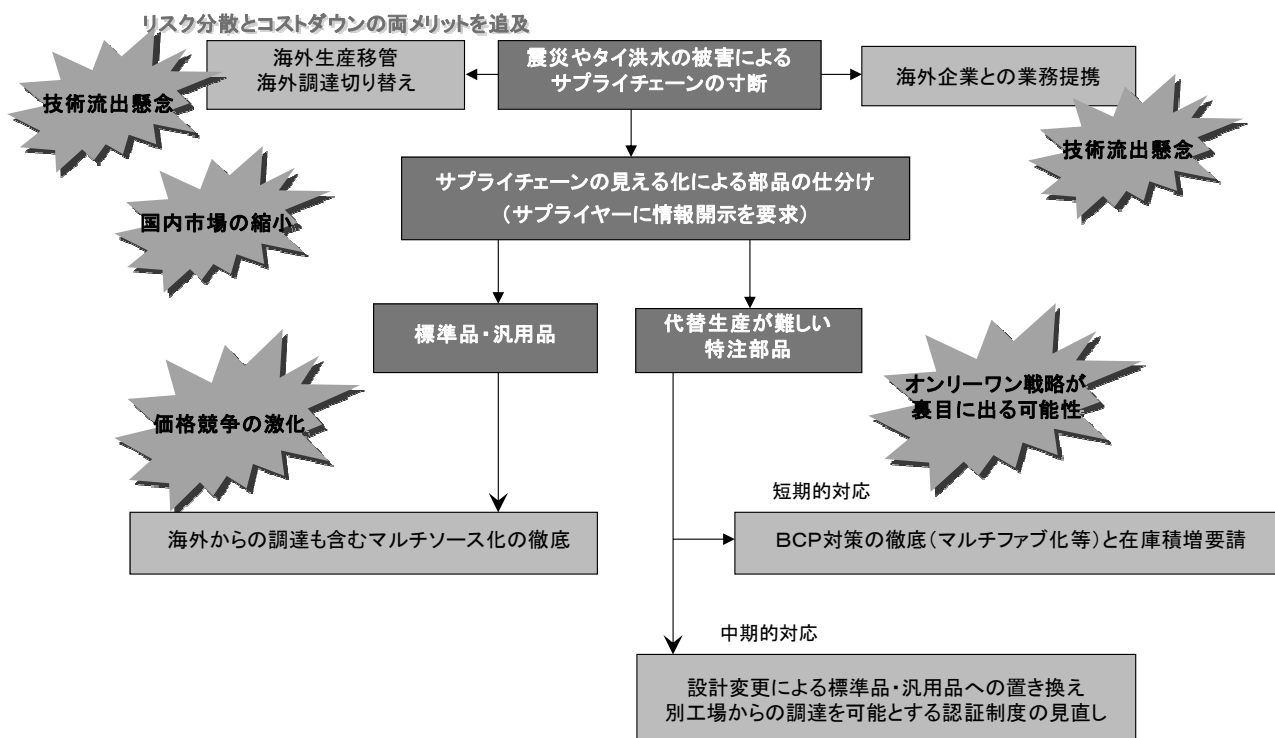 リスク分散とコストダウンの両メリットを追及
海外生産移管
海外調達切り替え
震災やタイ洪水の被害による
サプライチェーンの寸断
海外企業との業務提携
技術流出懸念
技術流出懸念
サプライチェーンの見える化による部品の仕分け
（サプライヤーに情報開示を要求）
国内市場の縮小
標準品・汎用品
代替生産が難しい
特注部品
オンリーワン戦略が
裏目に出る可能性
価格競争の激化
短期的対応
海外からの調達も含むマルチソース化の徹底
ＢＣＰ対策の徹底（マルチファブ化等）と在庫積増要請
中期的対応
設計変更による標準品・汎用品への置き換え
別工場からの調達を可能とする認証制度の見直し